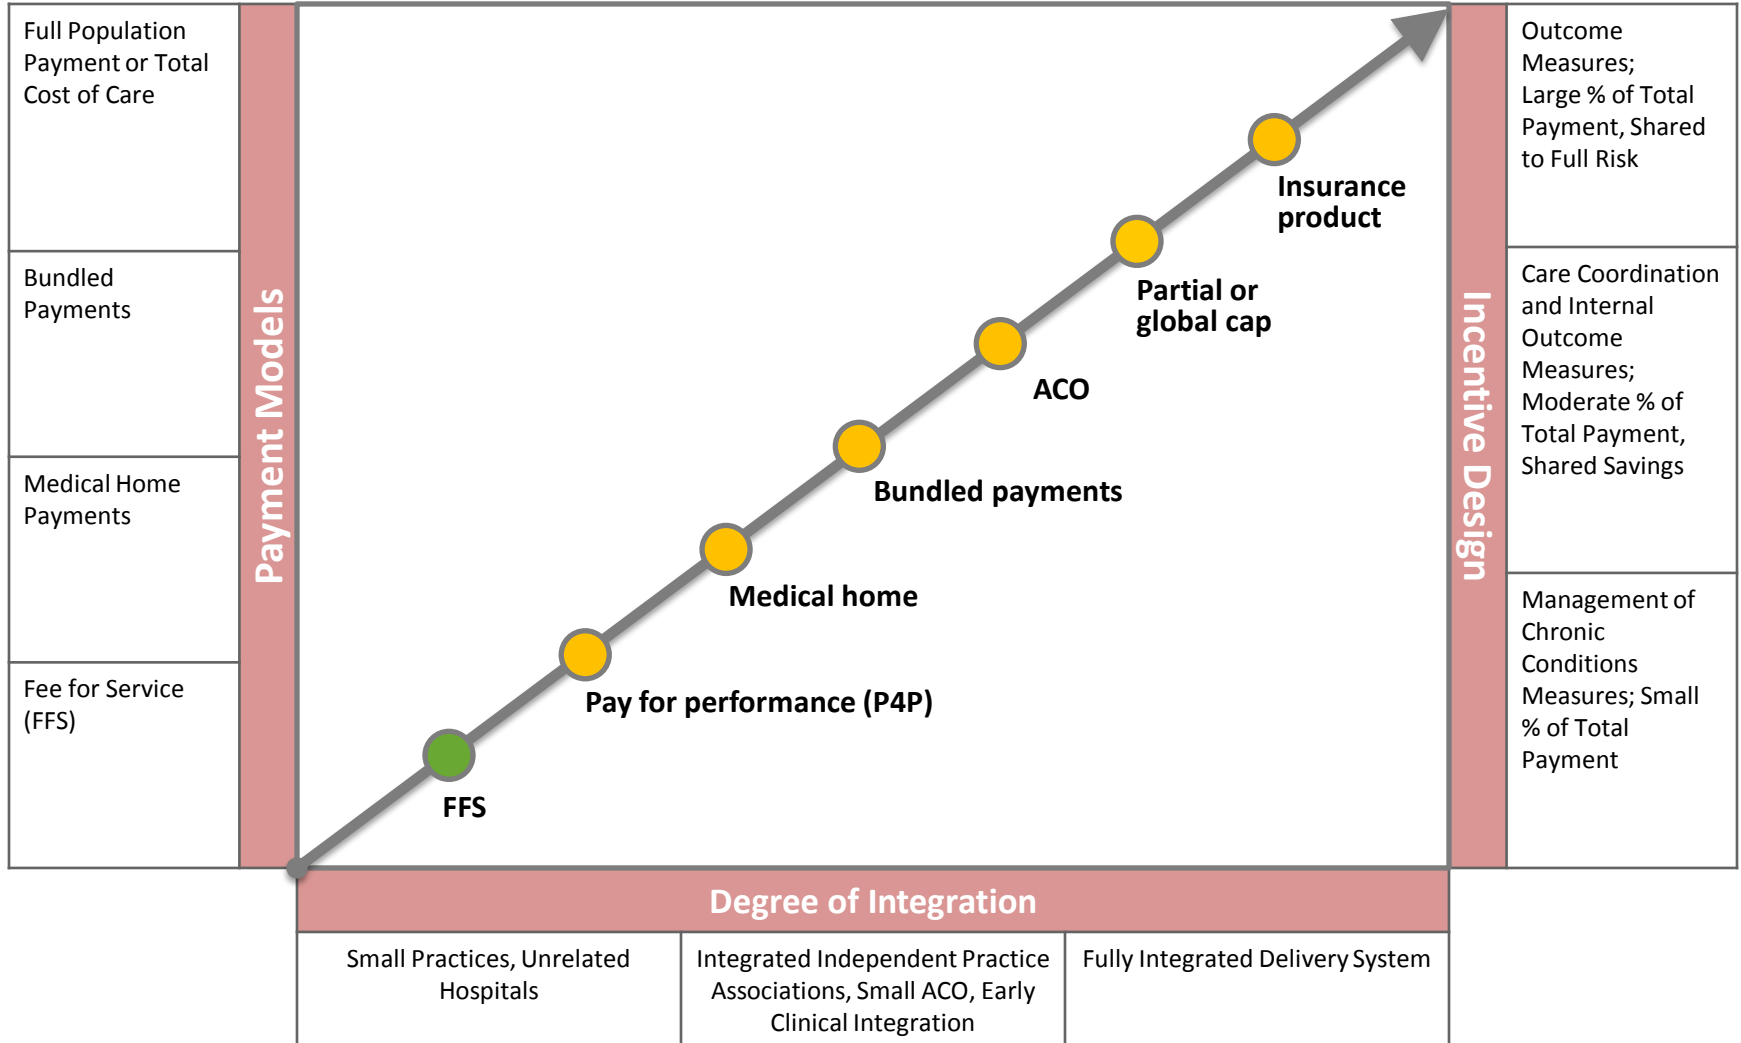 Full Population
Payment or Total
Cost of Care
Bundled
Payments
Medical Home
Payments
Fee for Service
(FFS)
Payment Models
Insurance
product
Partial or
global cap
ACO
Bundled payments
Medical home
Pay for performance (P4P)
FFS
Incentive Design
Outcome
Measures;
Large % of Total
Payment, Shared
to Full Risk
Care Coordination
and Internal
Outcome
Measures;
Moderate % of
Total Payment,
Shared Savings
Management of
Chronic
Conditions
Measures; Small
% of Total
Payment
Degree of Integration
Small Practices, Unrelated
Hospitals
Integrated Independent Practice
Associations, Small ACO, Early
Clinical Integration
Fully Integrated Delivery System